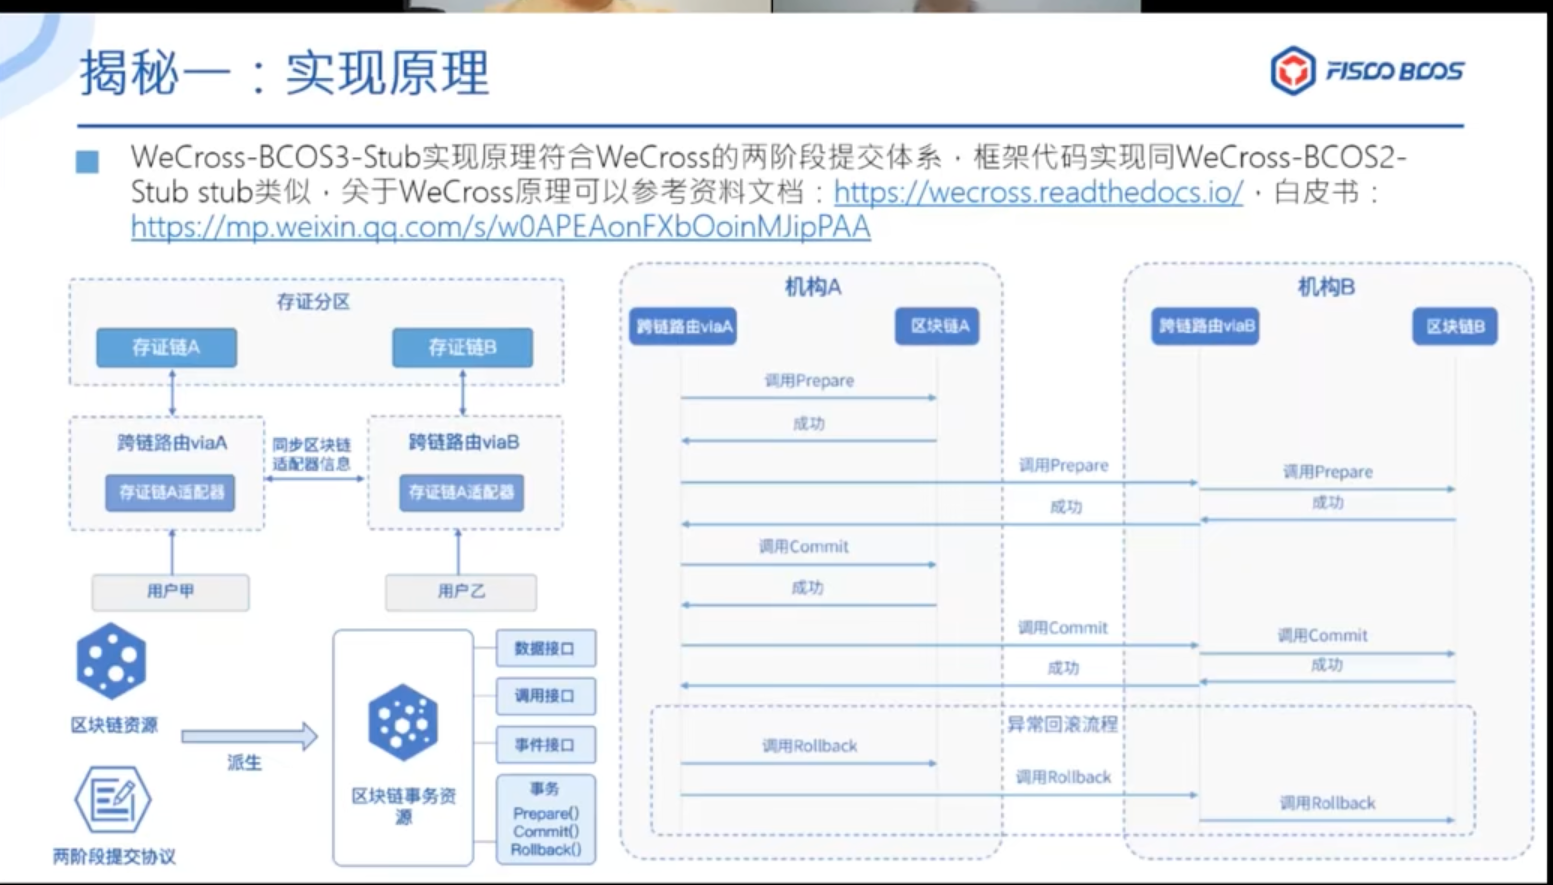 揭秘一：实现原理
FISCO BCOS
WeCross-BCOS3-Stub实现原理符合WeCross的两阶段提交体系，框架代码实现同WeCross-BCOS2-
Stub stub类似，关于WeCross原理可以参考资料文档：https://wecross.readthedocs.io/，白皮书：
https://mp.weixin.qq.com/s/w0APEAonFXbOoinMJipPAA
存证分区
存证链A
存证链B
跨链路由viaA
同步区块链
适配器信息
跨链路由viaB
存证链A适配器
存证链A适配器
用户甲
用户乙
区块链资源
派生
两阶段提交协议
区块链事务资
源
数据接口
调用接口
事件接口
事务
Prepare()
Commit()
Rollback()
机构A
机构B
跨链路由viaA
区块链A
跨链路由viaB
区块链B
调用Prepare
成功
调用Prepare
调用Prepare
成功
成功
调用Commit
成功
调用Commit
调用Commit
成功
成功
异常回滚流程
调用Rollback
调用Rollback
调用Rollback